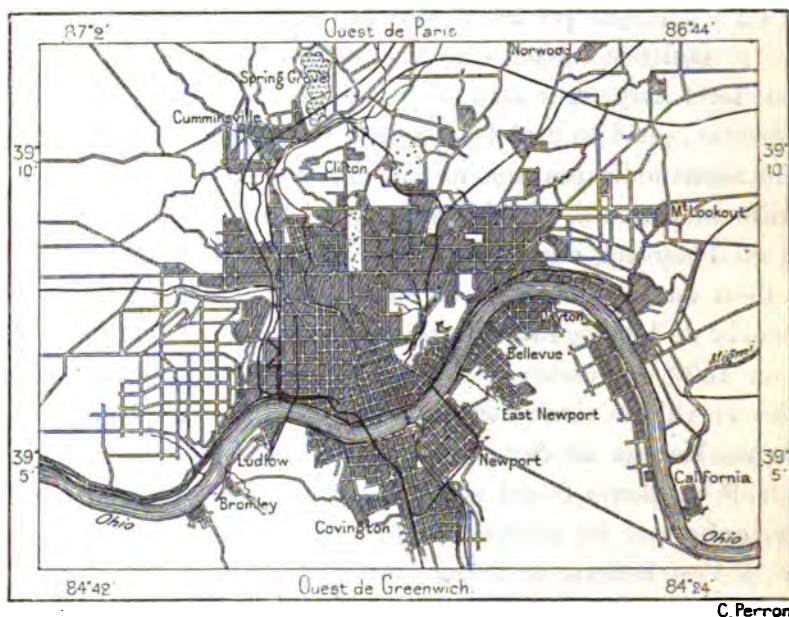 87°2' Ouest de Paris. 86°44'
Norwood
Spring Grove
Cumminsville
39° 39°
10' 10'
Clifton
Mt Lookout
Dayton
Bellevue
Miami
East Newport
39° 39°
5' 5'
Ludlow
Newport
California
Bromley
Covington
Ohio
Ohio
84°42' Ouest de Greenwich. 84°24'
C. Perron